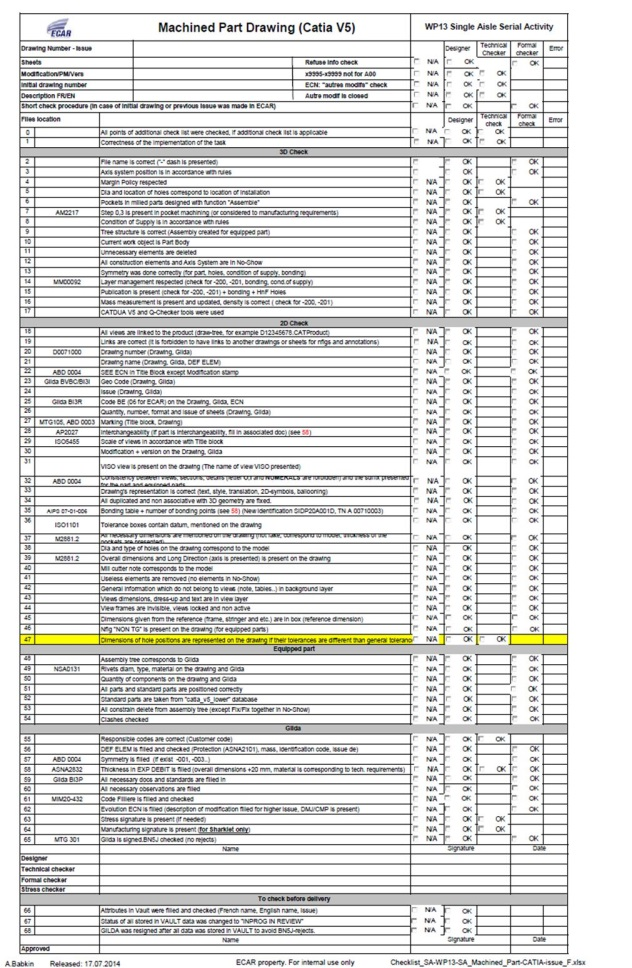 ECAR
Machined Part Drawing (Catia V5)
WP13 Single Aisle Serial Activity
Drawing Number - Issue Designer Technical Checker Formal checker Error
Sheets Refuse Info check N/A OK OK
Modification/PM/Vers x9995-x9999 not for A00 N/A OK OK
Initial drawing number ECN: "autres modifs" check N/A OK OK
Description FR/EN Autre modif is closed N/A OK OK
Short check procedure (in case of initial drawing or previous issue was made in ECAR) N/A OK OK
Files location Designer Technical check Formal check Error
0 All points of additional check list were checked, if additional check list is applicable N/A OK OK
1 Correctness of the implementation of the task N/A OK OK
3D Check
2 File name is correct ("-" dash is presented) OK OK
3 Axis system position is in accordance with rules N/A OK OK
4 Margin Policy respected N/A OK OK
5 Dia and location of holes correspond to location of installation N/A OK OK
6 Pockets in milled parts designed with function "Assemble" N/A OK OK
7 AM2217 Step 0,3 is present in pocket machining (or considered to manufacturing requirements) N/A OK OK
8 Condition of Supply is in accordance with rules N/A OK OK
9 Tree structure is correct (Assembly created for equipped part) N/A OK OK
10 Current work object is Part Body N/A OK OK
11 Unnecessary elements are deleted N/A OK OK
12 All construction elements and Axis System are in No-Show N/A OK OK
13 Symmetry was done correctly (for part, holes, condition of supply, bonding) N/A OK OK
14 MM00092 Layer management respected (check for -200, -201, bonding, cond.of supply) N/A OK OK
15 Publication is present (check for -200, -201) + bonding + HnF Holes N/A OK OK
16 Mass measurement is present and updated, density is correct ( check for -200, -201) N/A OK OK
17 CATDUA V5 and Q-Checker tools were used N/A OK OK
2D Check
18 All views are linked to the product (draw-tree, for example D12345678.CATProduct) N/A OK OK
19 Links are correct (it is forbidden to have links to another drawings or sheets for nfigs and annotations) N/A OK OK
20 D0071000 Drawing number (Drawing, Gilda) N/A OK OK
21 Drawing name (Drawing, Gilda, DEF ELEM) N/A OK OK
22 ABD 0004 SEE ECN in Title Block except Modification stamp N/A OK OK
23 Gilda BVBC/BI3I Geo Code (Drawing, Gilda) N/A OK OK
24 Issue (Drawing, Gilda) N/A OK OK
25 Gilda BI3R Code BE (06 for ECAR) on the Drawing, Gilda, ECN N/A OK OK
26 Quantity, number, format and issue of sheets (Drawing, Gilda) N/A OK OK
27 MTG105, ABD 0003 Marking (Title block, Drawing) N/A OK OK
28 AP2027 Interchangeability (if part is Interchangeability, fill in associated doc) (see 58) N/A OK OK
29 ISO5455 Scale of views in accordance with Title block N/A OK OK
30 Modification + version on the Drawing, Gilda N/A OK OK
31 VISO view is present on the drawing (The name of view VISO presented) N/A OK OK
32 ABD 0004 Consistency between views, sections, details (letter O,I and NUMERALS are forbidden) and the suffix presented for the part and equipped parts N/A OK OK
33 Drawing's representation is correct (text, style, translation, 2D-symbols, ballooning) N/A OK OK
34 All duplicated and non associative with 3D geometry are fixed. N/A OK OK
35 AIPS 07-01-006 Bonding table + number of bonding points (see 58) (New Identification SIDP20A001D, TN A 00710003) N/A OK OK
36 ISO1101 Tolerance boxes contain datum, mentioned on the drawing N/A OK OK
37 M2881.2 All necessary dimensions are mentioned on the drawing (not fake, correspond to model, thickness of the pockets are presented) N/A OK OK
38 Dia and type of holes on the drawing correspond to the model N/A OK OK
39 M2881.2 Overall dimensions and Long Direction (axis is presented) is present on the drawing N/A OK OK
40 Mill cutter note corresponds to the model N/A OK OK
41 Useless elements are removed (no elements in No-Show) N/A OK OK
42 General information which do not belong to views (note, tables...) in background layer N/A OK OK
43 Views dimensions, dress-up and text are in view layer N/A OK OK
44 View frames are invisible, views locked and non active N/A OK OK
45 Dimensions given from the reference (frame, stringer and etc.) are in box (reference dimension) N/A OK OK
46 Nfig "NON TG" is present on the drawing (for equipped parts) N/A OK OK
47 Dimensions of hole positions are represented on the drawing if their tolerances are different than general toleranc N/A OK OK
Equipped part
48 Assembly tree corresponds to Gilda N/A OK OK
49 NSA0131 Rivets diam, type, material on the drawing and Gilda N/A OK OK
50 Quantity of components on the drawing and Gilda N/A OK OK
51 All parts and standard parts are positioned correctly N/A OK OK
52 Standard parts are taken from "catia_v5_lower" database N/A OK OK
53 All constrain delete from assembly tree (except Fix/Fix together in No-Show) N/A OK OK
54 Clashes checked N/A OK OK
Gilda
55 Responsible codes are correct (Customer code) N/A OK OK
56 DEF ELEM is filled and checked (Protection (ASNA2101), mass, identification code, issue de) N/A OK OK
57 ABD 0004 Symmetry is filled (if exist -001, -003..) N/A OK OK
58 ASNA2832 Thickness in EXP DEBIT is filled (overall dimensions +20 mm, material is corresponding to tech. requirements) N/A OK OK OK
59 Gilda BI3P All necessary docs and standards are filled in N/A OK OK
60 All necessary observations are filled N/A OK OK
61 MIM20-432 Code Filliere is filled and checked N/A OK OK
62 Evolution ECN is filled (description of modification filled for higher issue, DMJ/CMP is present) N/A OK OK
63 Stress signature is present (if needed) N/A OK OK
64 Manufacturing signature is present (for Sharklet only) N/A OK OK
65 MTG 301 Gilda is signed.BN5J checked (no rejects) N/A OK OK
Name Signature Date
Designer
Technical checker
Formal checker
Stress checker
To check before delivery
66 Attributes in Vault were filled and checked (French name, English name, issue) N/A OK
67 Status of all stored in VAULT data was changed to "INPROG IN REVIEW" N/A OK
68 GILDA was resigned after all data was stored in VAULT to avoid BN5J-rejects. N/A OK
Name Signature Date
Approved
A.Babkin Released: 17.07.2014 ECAR property. For internal use only Checklist_SA-WP13-SA_Machined_Part-CATIA-issue_F.xlsx